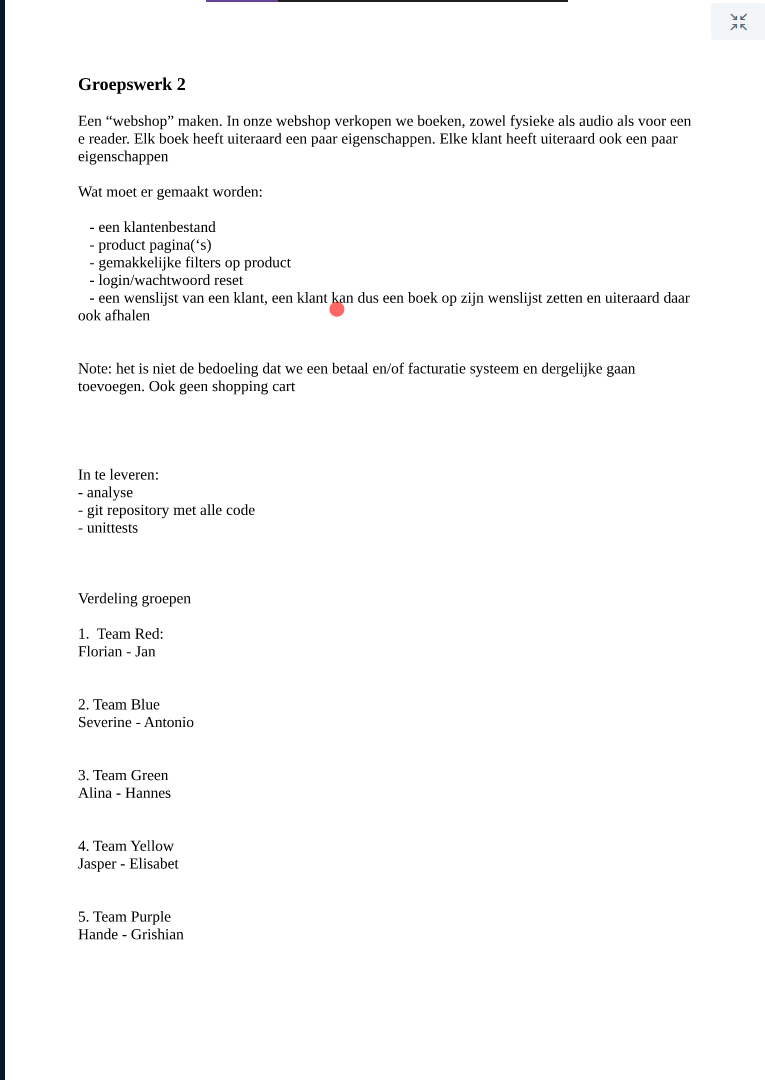 Groepswerk 2
Een “webshop” maken. In onze webshop verkopen we boeken, zowel fysieke als audio als voor een
e reader. Elk boek heeft uiteraard een paar eigenschappen. Elke klant heeft uiteraard ook een paar
eigenschappen
Wat moet er gemaakt worden:
- een klantenbestand
- product pagina(‘s)
- gemakkelijke filters op product
- login/wachtwoord reset
- een wenslijst van een klant, een klant kan dus een boek op zijn wenslijst zetten en uiteraard daar
ook afhalen
Note: het is niet de bedoeling dat we een betaal en/of facturatie systeem en dergelijke gaan
toevoegen. Ook geen shopping cart
In te leveren:
- analyse
- git repository met alle code
- unittests
Verdeling groepen
1.  Team Red:
Florian - Jan
2. Team Blue
Severine - Antonio
3. Team Green
Alina - Hannes
4. Team Yellow
Jasper - Elisabet
5. Team Purple
Hande - Grishian